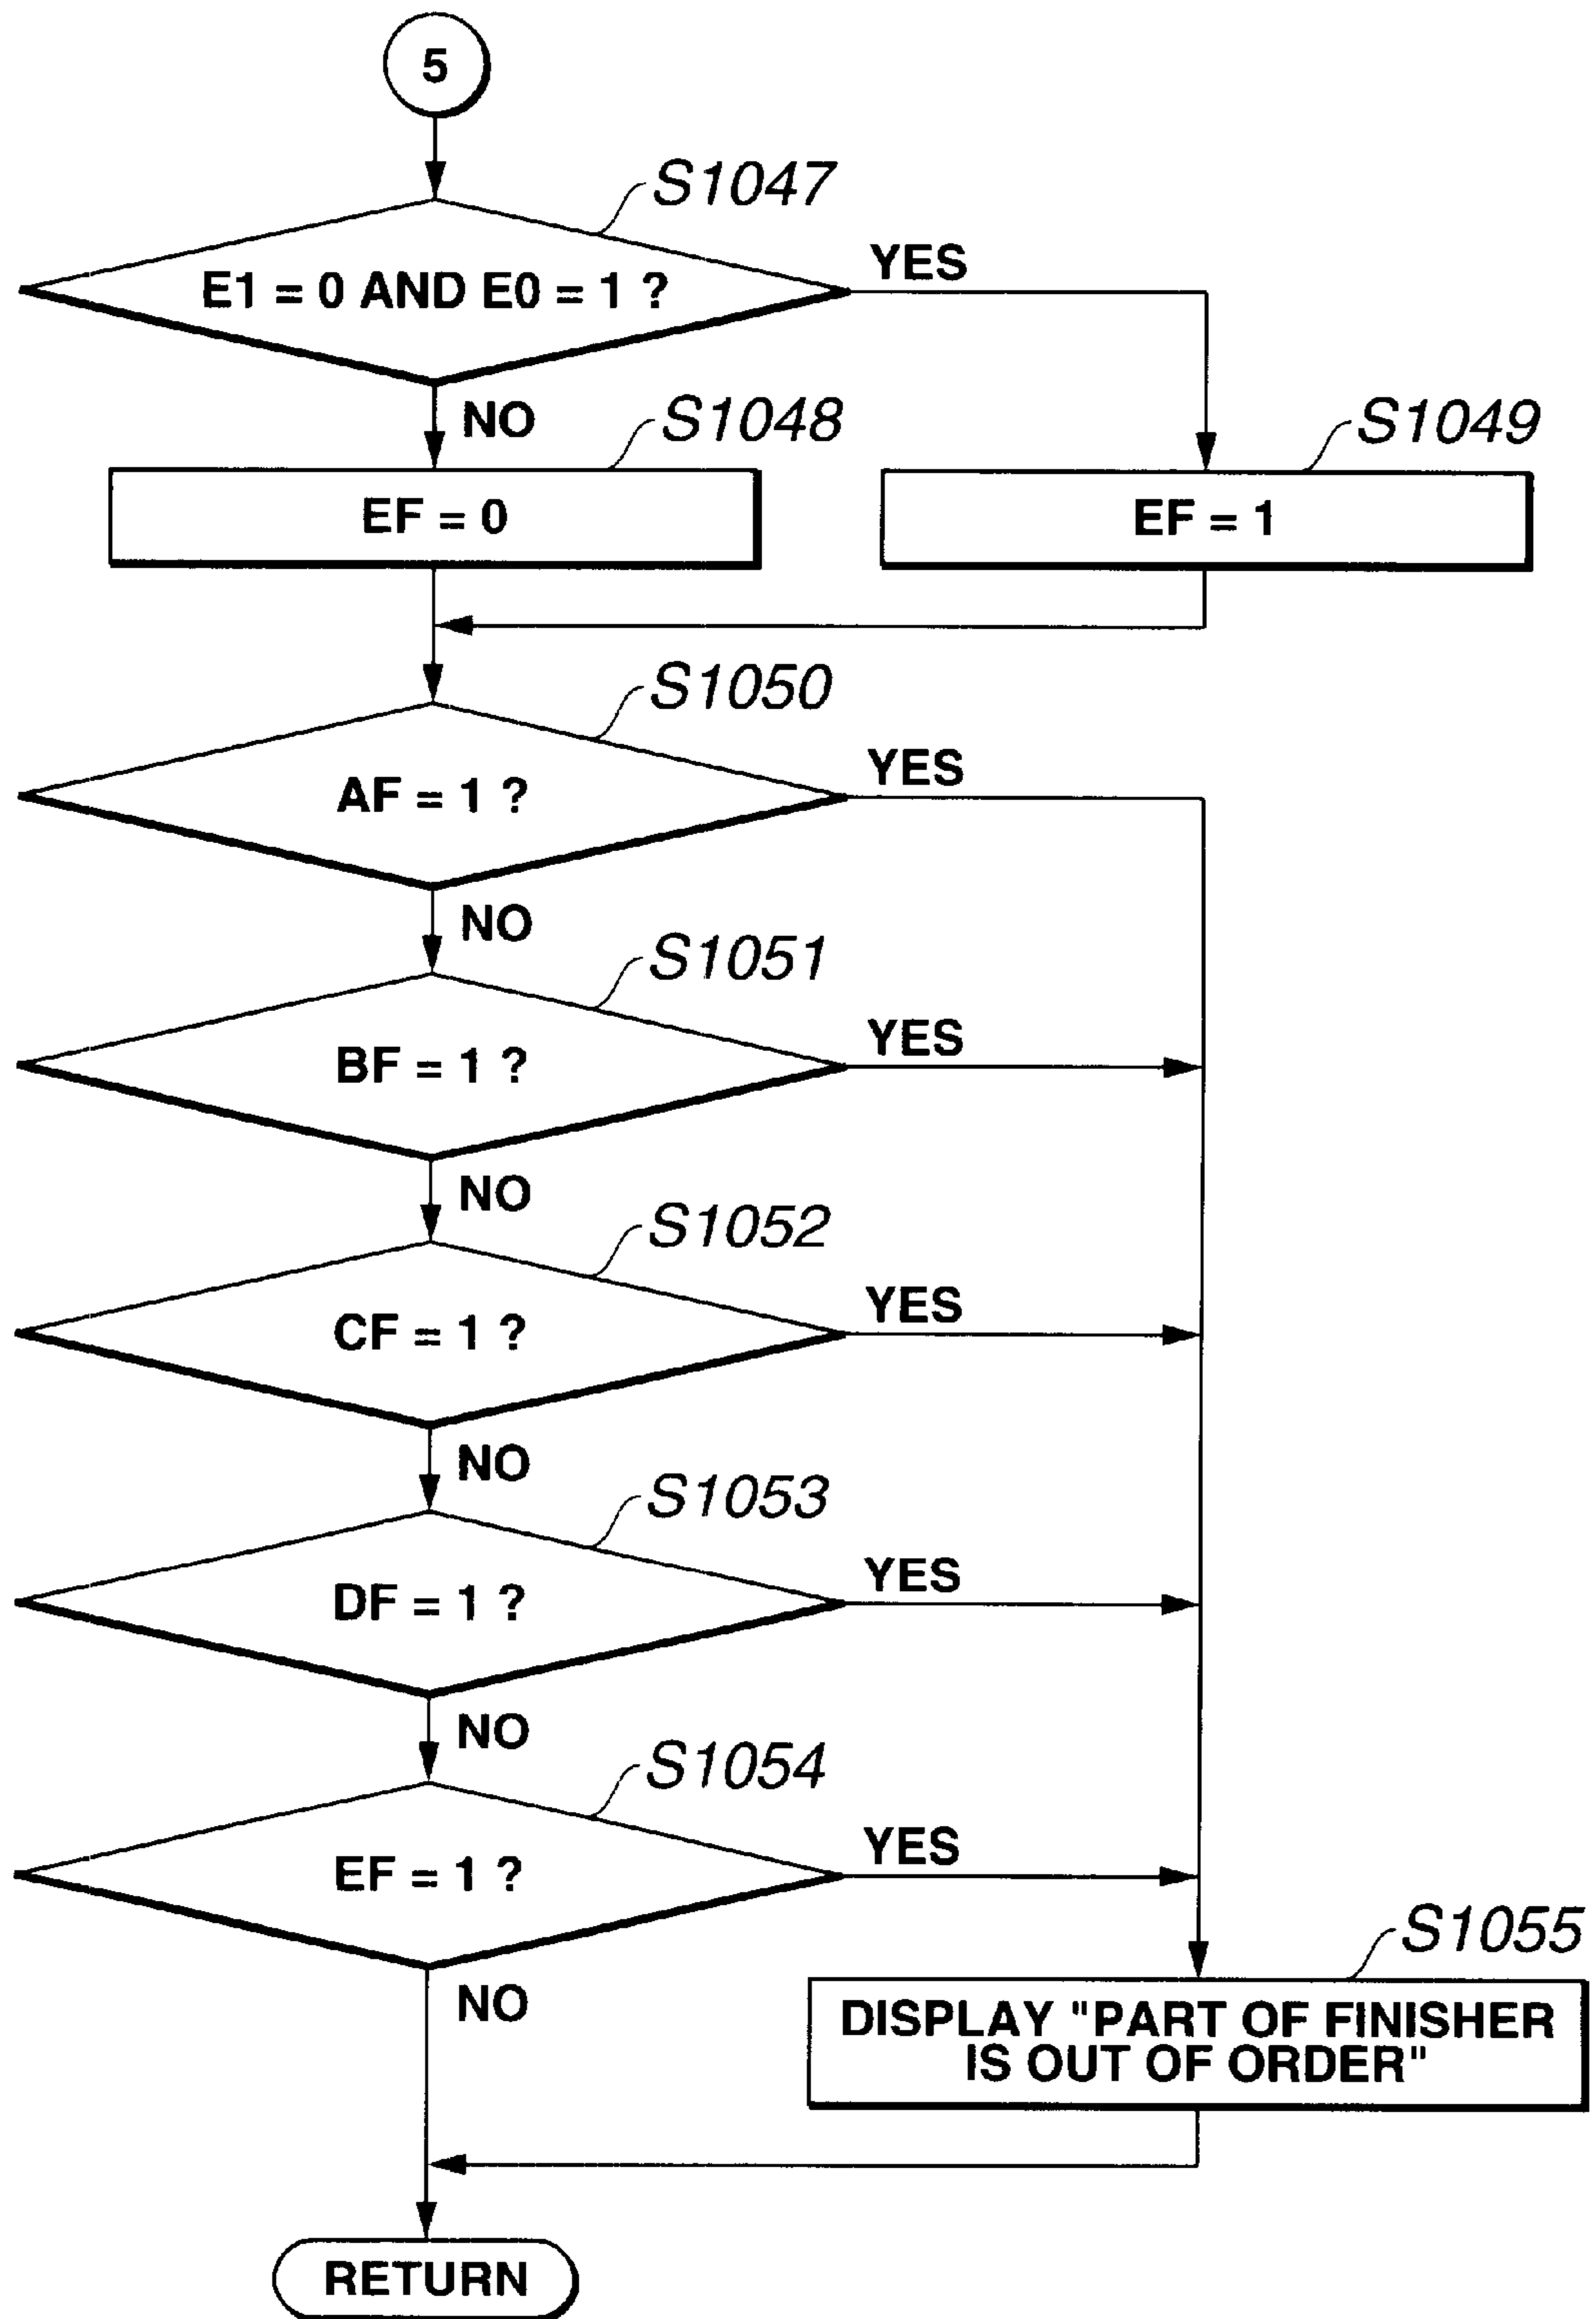 5
S1047
E1 = 0 AND E0 = 1 ?
YES
NO
S1048
S1049
EF = 0
EF = 1
S1050
AF = 1 ?
YES
NO
S1051
BF = 1 ?
YES
NO
S1052
CF = 1 ?
YES
NO
S1053
DF = 1 ?
YES
NO
S1054
EF = 1 ?
YES
NO
S1055
DISPLAY "PART OF FINISHER
IS OUT OF ORDER"
RETURN